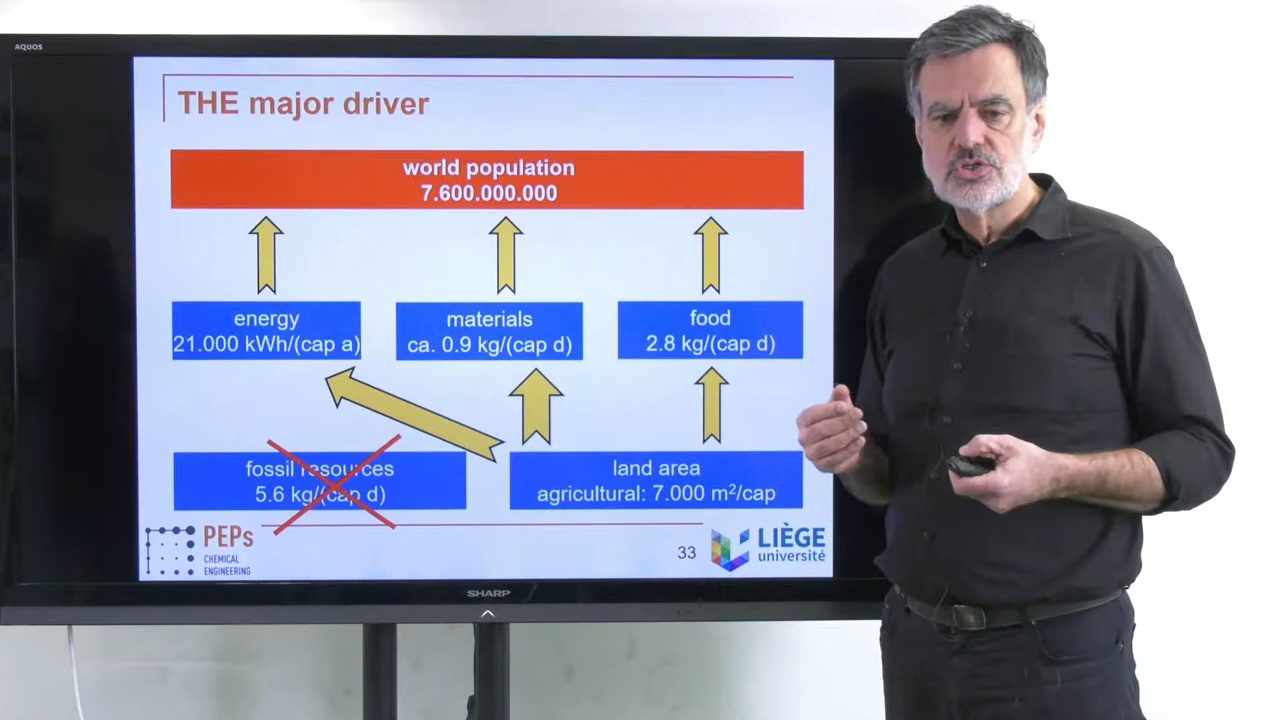 AQUOS
THE major driver
world population
7.600.000.000
energy
21.000 kWh/(cap a)
materials
ca. 0.9 kg/(cap d)
food
2.8 kg/(cap d)
fossil resources
5.6 kg/(cap d)
land area
agricultural: 7.000 m²/cap
PEPs
CHEMICAL
ENGINEERING
33
LIÈGE
université
SHARP